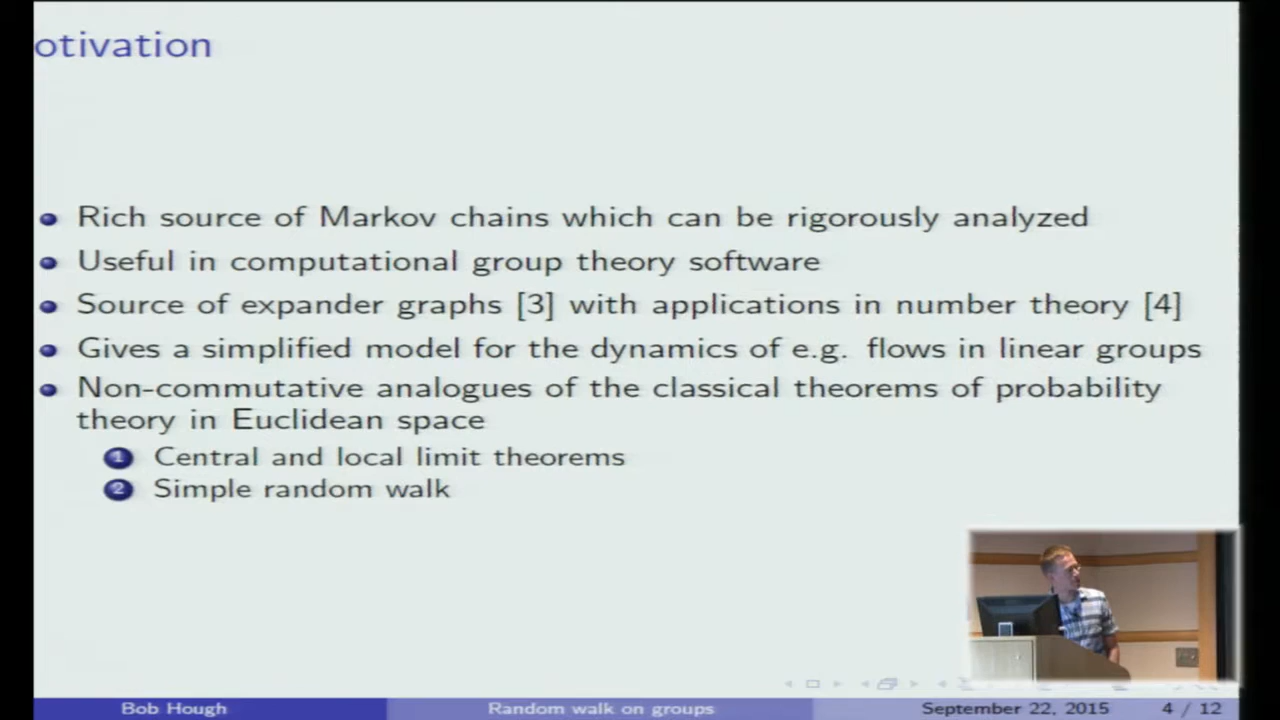 otivation
Rich source of Markov chains which can be rigorously analyzed
Useful in computational group theory software
Source of expander graphs [3] with applications in number theory [4]
Gives a simplified model for the dynamics of e.g. flows in linear groups
Non-commutative analogues of the classical theorems of probability
theory in Euclidean space
1 Central and local limit theorems
2 Simple random walk
Bob Hough Random walk on groups September 22, 2015 4 / 12